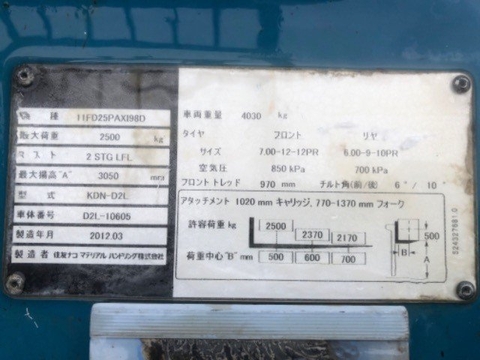 機種 11FD25PAXI98D
最大荷重 2500 kg
マスト 2 STG LFL
最大揚高 "A" 3050 mm
型式 KDN-D2L
車体番号 D2L-10605
製造年月 2012.03
製造者 住友ナコ マテリアル ハンドリング株式会社
車両重量 4030 kg
タイヤ フロント リヤ
サイズ 7.00-12-12PR 6.00-9-10PR
空気圧 850 kPa 700 kPa
フロント トレッド 970 mm チルト角(前/後) 6°/ 10°
アタッチメント 1020 mm キャリッジ, 770-1370 mm フォーク
許容荷重 kg 2500 2370 2170
荷重中心 "B" mm 500 600 700
500
B
A